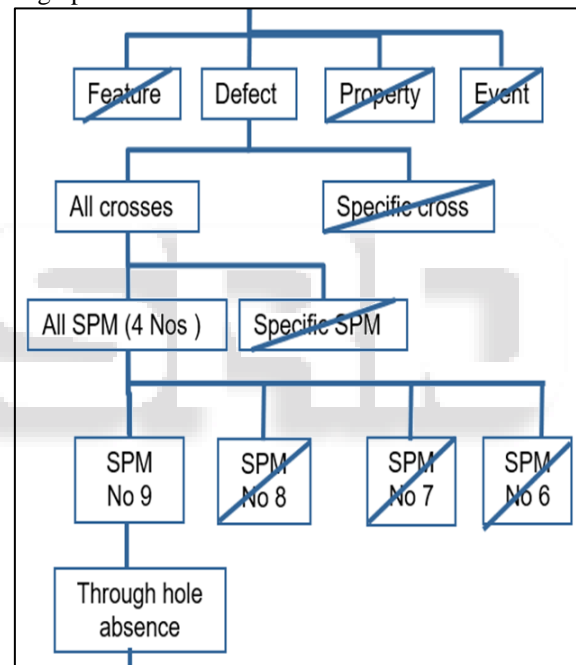 Feature Defect Property Event
All crosses Specific cross
All SPM (4 Nos ) Specific SPM
SPM SPM SPM SPM
No 9 No 8 No 7 No 6
Through hole
absence